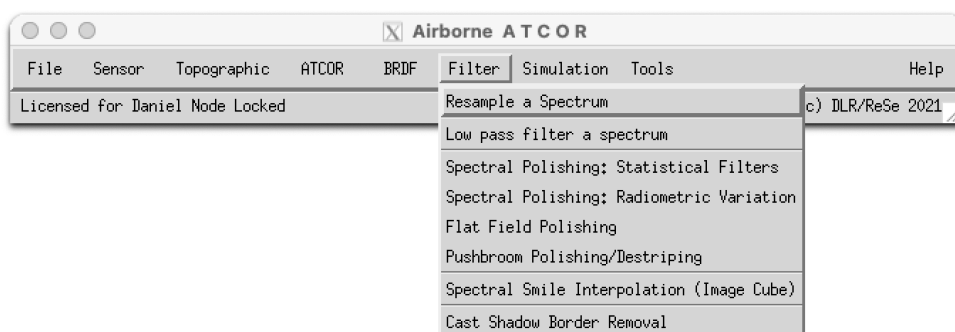 Airborne A T C O R
File Sensor Topographic ATCOR BRDF Filter Simulation Tools Help
Licensed for Daniel Node Locked c) DLR/ReSe 2021
Resample a Spectrum
Low pass filter a spectrum
Spectral Polishing: Statistical Filters
Spectral Polishing: Radiometric Variation
Flat Field Polishing
Pushbroom Polishing/Destriping
Spectral Smile Interpolation (Image Cube)
Cast Shadow Border Removal